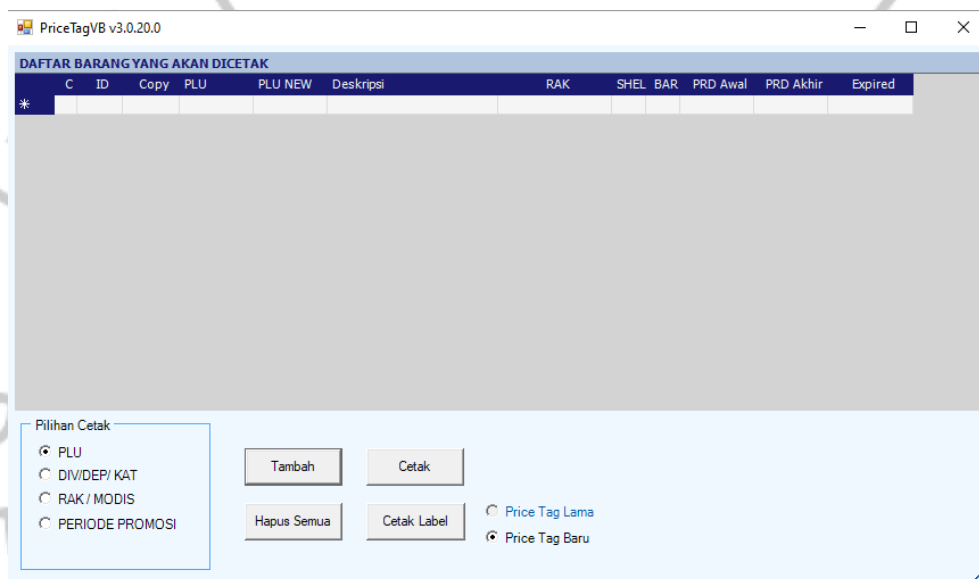 PriceTagVB v3.0.20.0
DAFTAR BARANG YANG AKAN DICETAK
C ID Copy PLU PLU NEW Deskripsi RAK SHEL BAR PRD Awal PRD Akhir Expired
Pilihan Cetak
PLU
DIV/DEP/ KAT
RAK / MODIS
PERIODE PROMOSI
Tambah Cetak
Hapus Semua Cetak Label
Price Tag Lama
Price Tag Baru